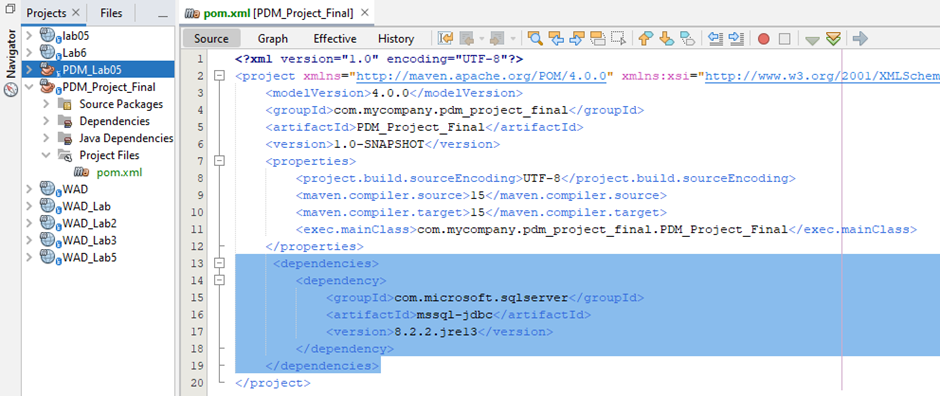 Projects × Files
Navigator
lab05
Lab6
PDM_Lab05
PDM_Project_Final
Source Packages
Dependencies
Java Dependencies
Project Files
pom.xml
WAD
WAD_Lab
WAD_Lab2
WAD_Lab3
WAD_Lab5
pom.xml [PDM_Project_Final] ×
Source Graph Effective History
1 <?xml version="1.0" encoding="UTF-8"?>
2 <project xmlns="http://maven.apache.org/POM/4.0.0" xmlns:xsi="http://www.w3.org/2001/XMLSchem
3 <modelVersion>4.0.0</modelVersion>
4 <groupId>com.mycompany.pdm_project_final</groupId>
5 <artifactId>PDM_Project_Final</artifactId>
6 <version>1.0-SNAPSHOT</version>
7 <properties>
8 <project.build.sourceEncoding>UTF-8</project.build.sourceEncoding>
9 <maven.compiler.source>15</maven.compiler.source>
10 <maven.compiler.target>15</maven.compiler.target>
11 <exec.mainClass>com.mycompany.pdm_project_final.PDM_Project_Final</exec.mainClass>
12 </properties>
13 <dependencies>
14 <dependency>
15 <groupId>com.microsoft.sqlserver</groupId>
16 <artifactId>mssql-jdbc</artifactId>
17 <version>8.2.2.jre13</version>
18 </dependency>
19 </dependencies>
20 </project>